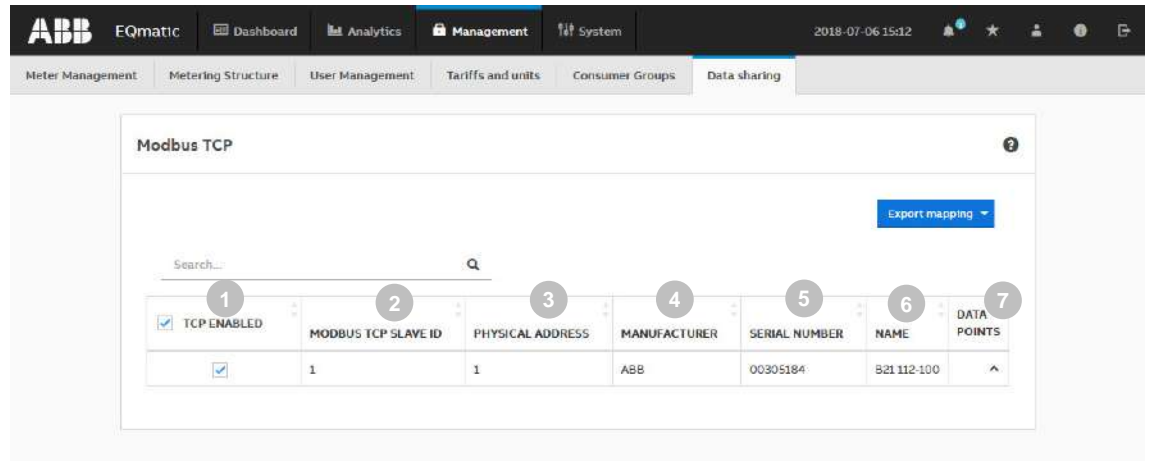 ABB EQmatic Dashboard Analytics Management System 2018-07-06 15:12
Meter Management Metering Structure User Management Tariffs and units Consumer Groups Data sharing
Modbus TCP
Export mapping
Search...
1 2 3 4 5 6 7
TCP ENABLED MODBUS TCP SLAVE ID PHYSICAL ADDRESS MANUFACTURER SERIAL NUMBER NAME DATA POINTS
1 1 ABB 00305184 B21 112-100